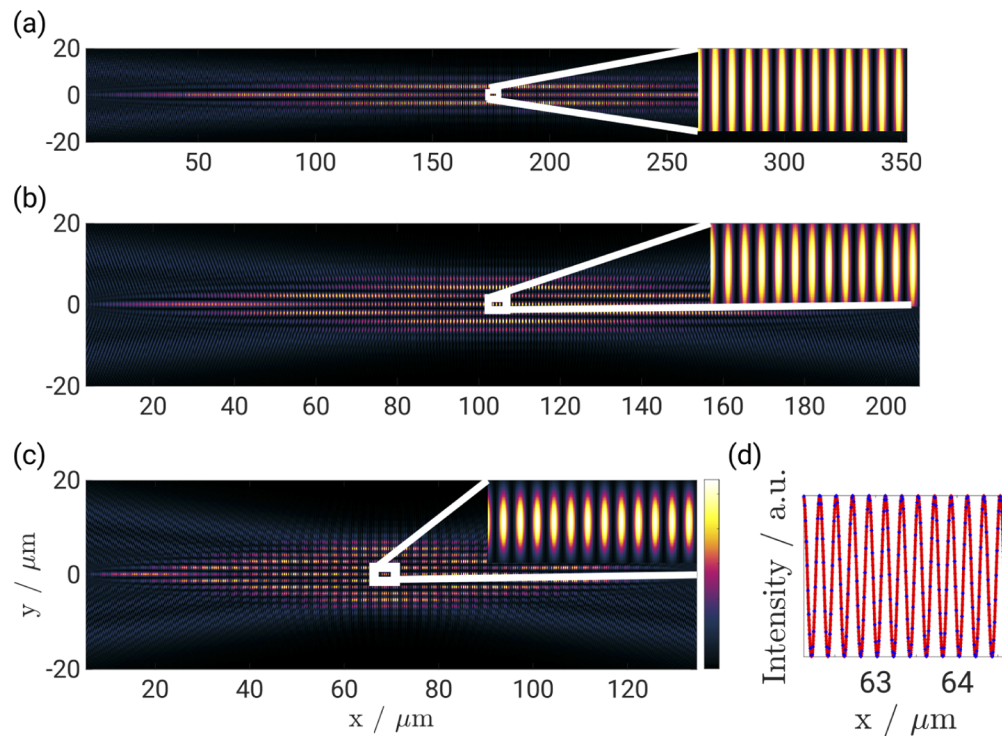 (a)
20
0
-20
50 100 150 200 250 300 350
(b)
20
0
-20
20 40 60 80 100 120 140 160 180 200
(c)
20
0
-20
y / μm
20 40 60 80 100 120
x / μm
(d)
Intensity / a.u.
63 64
x / μm